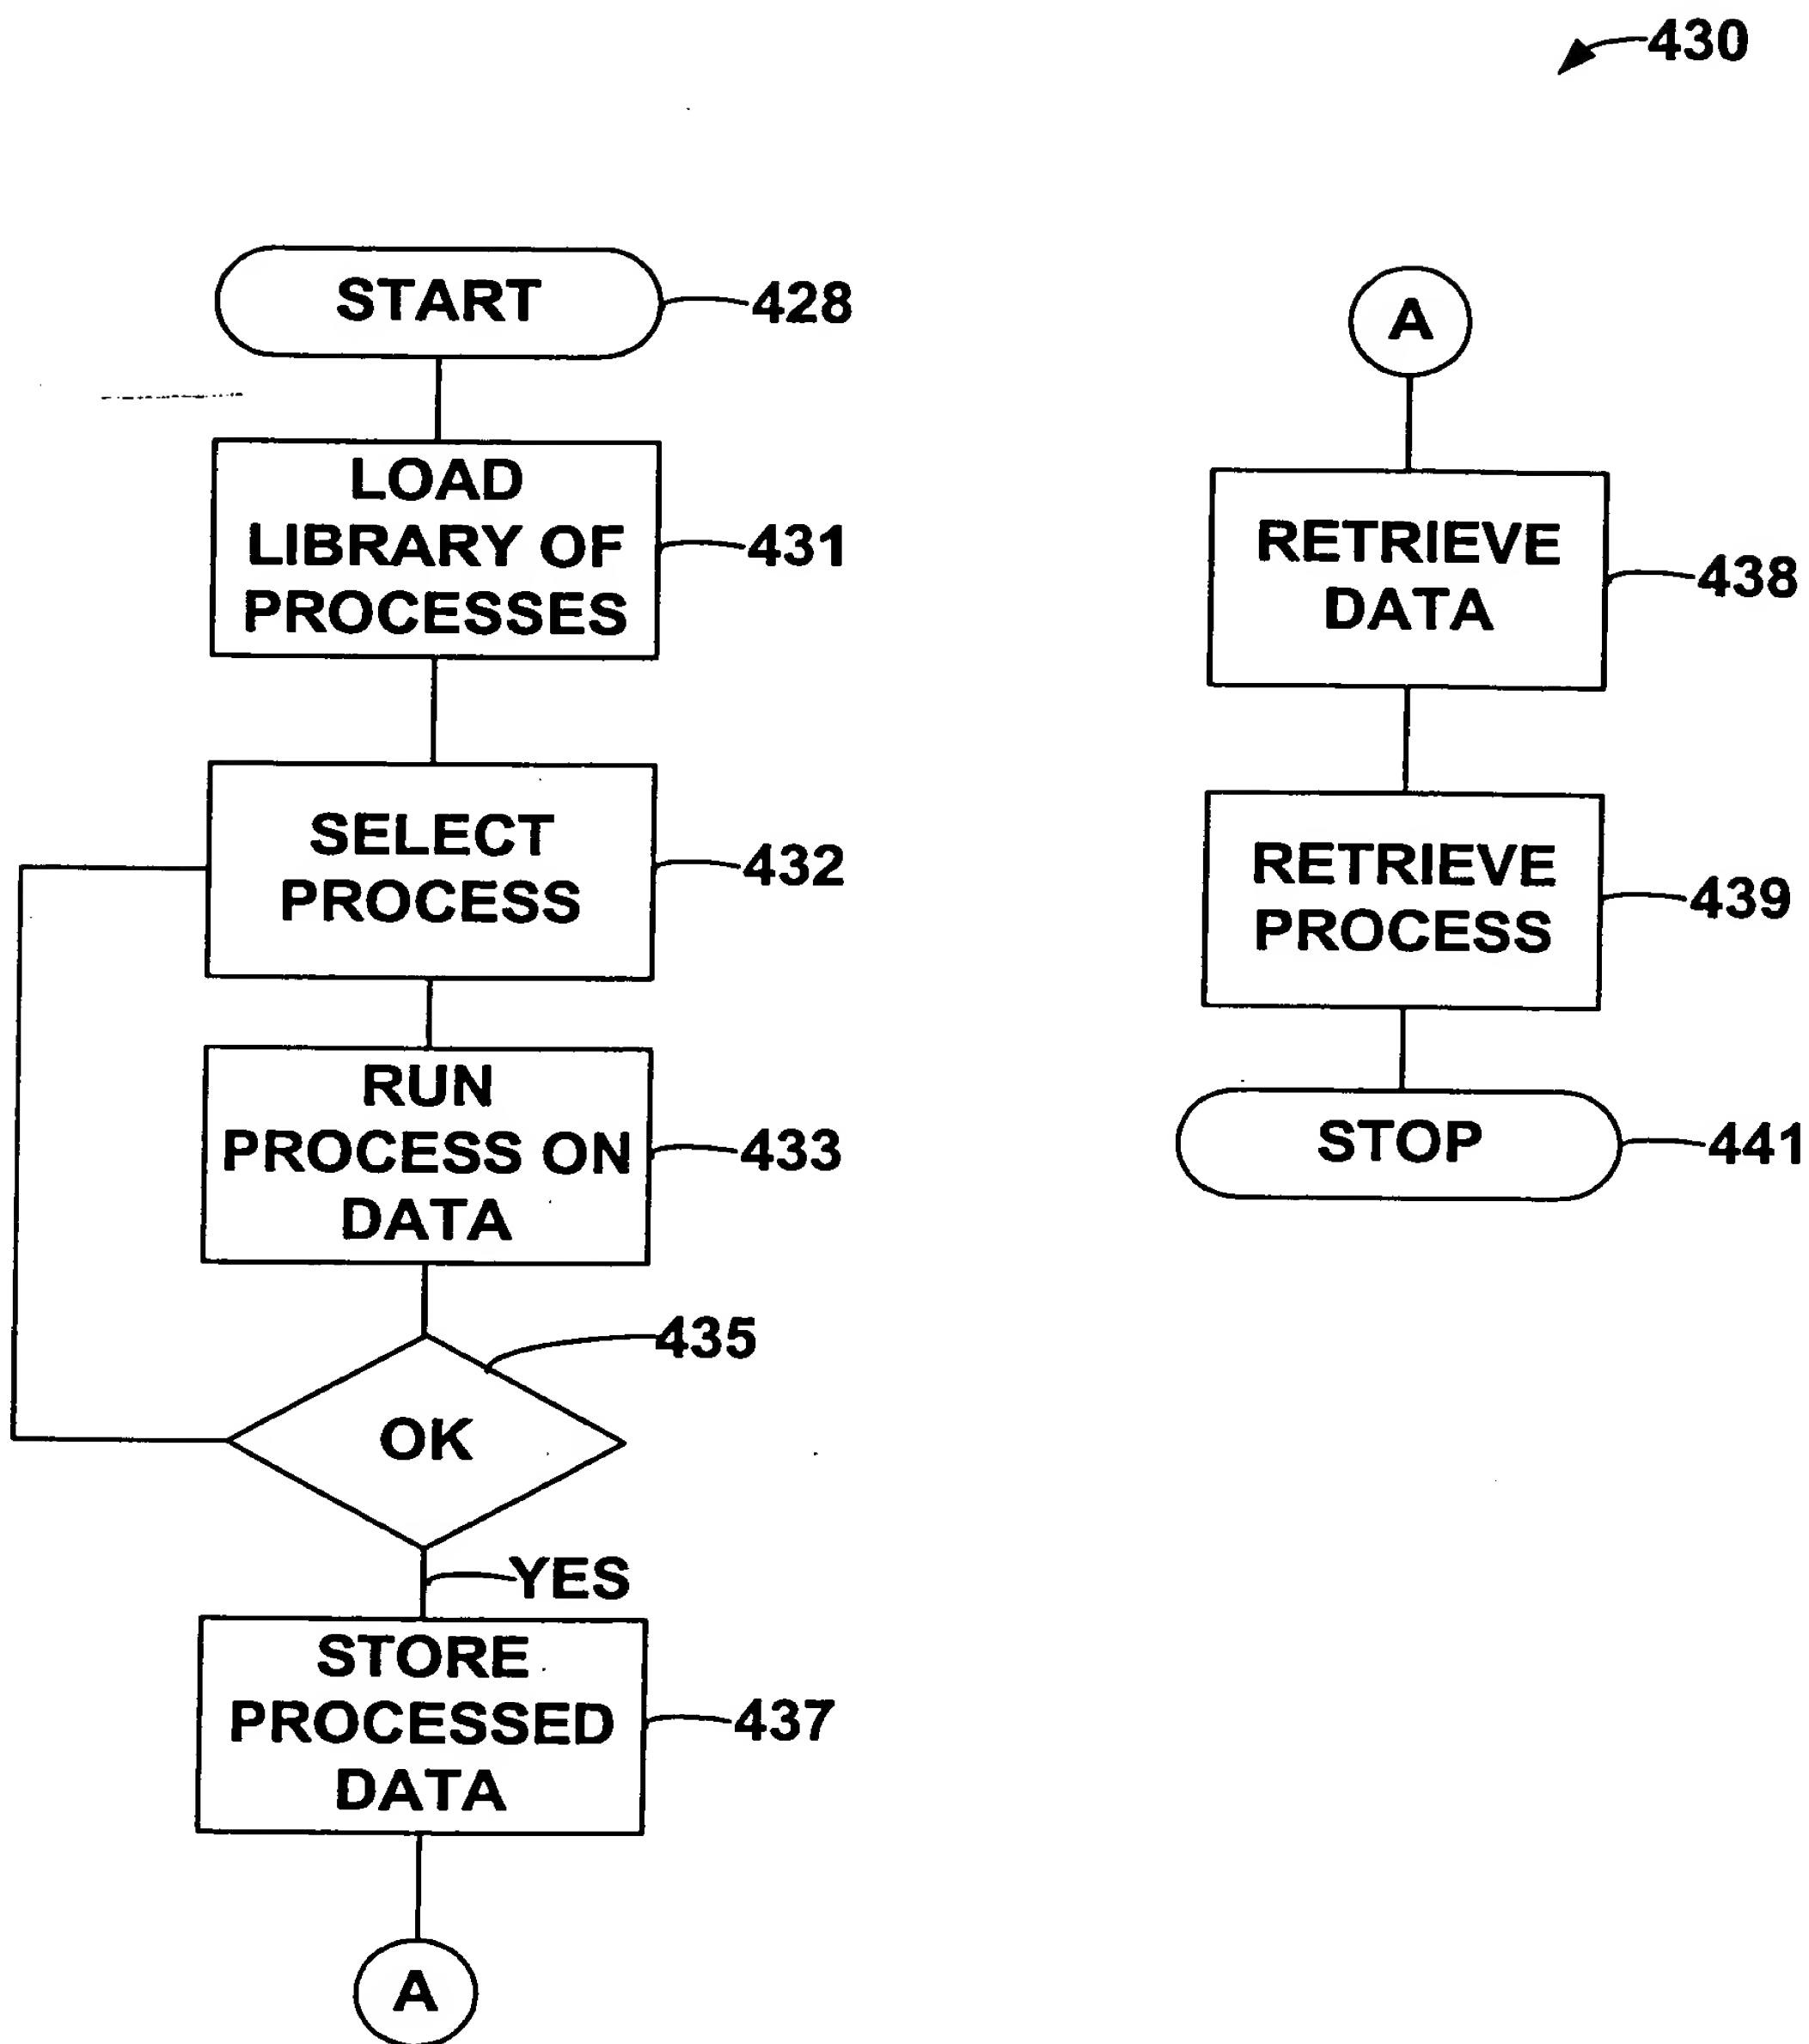 430
START
428
LOAD
LIBRARY OF
PROCESSES
431
SELECT
PROCESS
432
RUN
PROCESS ON
DATA
433
435
OK
YES
STORE
PROCESSED
DATA
437
A
A
RETRIEVE
DATA
438
RETRIEVE
PROCESS
439
STOP
441